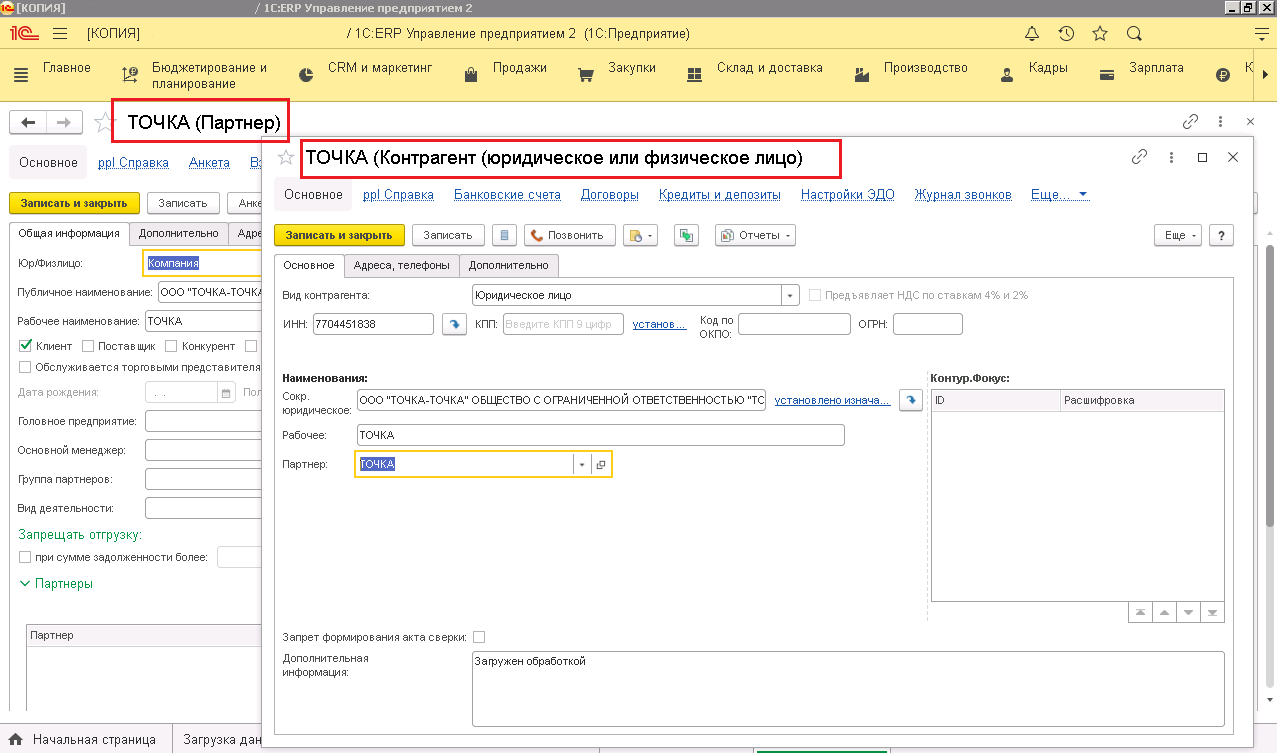 [КОПИЯ] / 1C:ERP Управление предприятием 2
1С [КОПИЯ] / 1C:ERP Управление предприятием 2 (1С:Предприятие)
Главное
Бюджетирование и планирование
CRM и маркетинг
Продажи
Закупки
Склад и доставка
Производство
Кадры
Зарплата
К
ТОЧКА (Партнер)
Основное ppl Справка Анкета Вз
Записать и закрыть Записать Анке
Общая информация Дополнительно Адре
Юр/Физлицо: Компания
Публичное наименование: ООО "ТОЧКА-ТОЧКА
Рабочее наименование: ТОЧКА
Клиент Поставщик Конкурент
Обслуживается торговыми представителя
Дата рождения: . . Пол
Головное предприятие:
Основной менеджер:
Группа партнеров:
Вид деятельности:
Запрещать отгрузку:
при сумме задолженности более:
Партнеры
Партнер
ТОЧКА (Контрагент (юридическое или физическое лицо)
Основное ppl Справка Банковские счета Договоры Кредиты и депозиты Настройки ЭДО Журнал звонков Еще...
Записать и закрыть Записать Позвонить Отчеты Еще ?
Основное Адреса, телефоны Дополнительно
Вид контрагента: Юридическое лицо Предъявляет НДС по ставкам 4% и 2%
ИНН: 7704451838 КПП: Введите КПП 9 цифр установ... Код по ОКПО: ОГРН:
Наименования: Контур.Фокус:
Сокр. юридическое: ООО "ТОЧКА-ТОЧКА" ОБЩЕСТВО С ОГРАНИЧЕННОЙ ОТВЕТСТВЕННОСТЬЮ "ТО установлено изнача... ID Расшифровка
Рабочее: ТОЧКА
Партнер: ТОЧКА
Запрет формирования акта сверки:
Дополнительная информация: Загружен обработкой
Начальная страница Загрузка дан